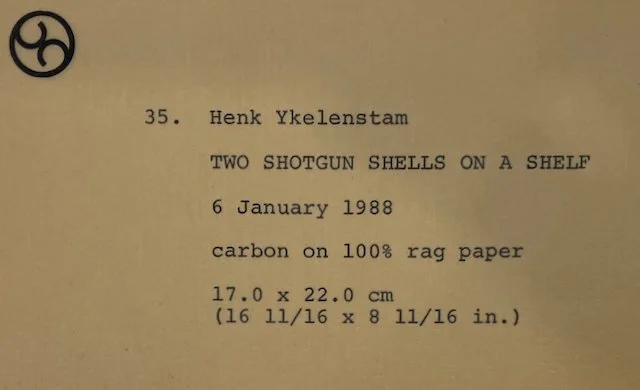 35. Henk Ykelenstam
TWO SHOTGUN SHELLS ON A SHELF
6 January 1988
carbon on 100% rag paper
17.0 x 22.0 cm
(16 11/16 x 8 11/16 in.)